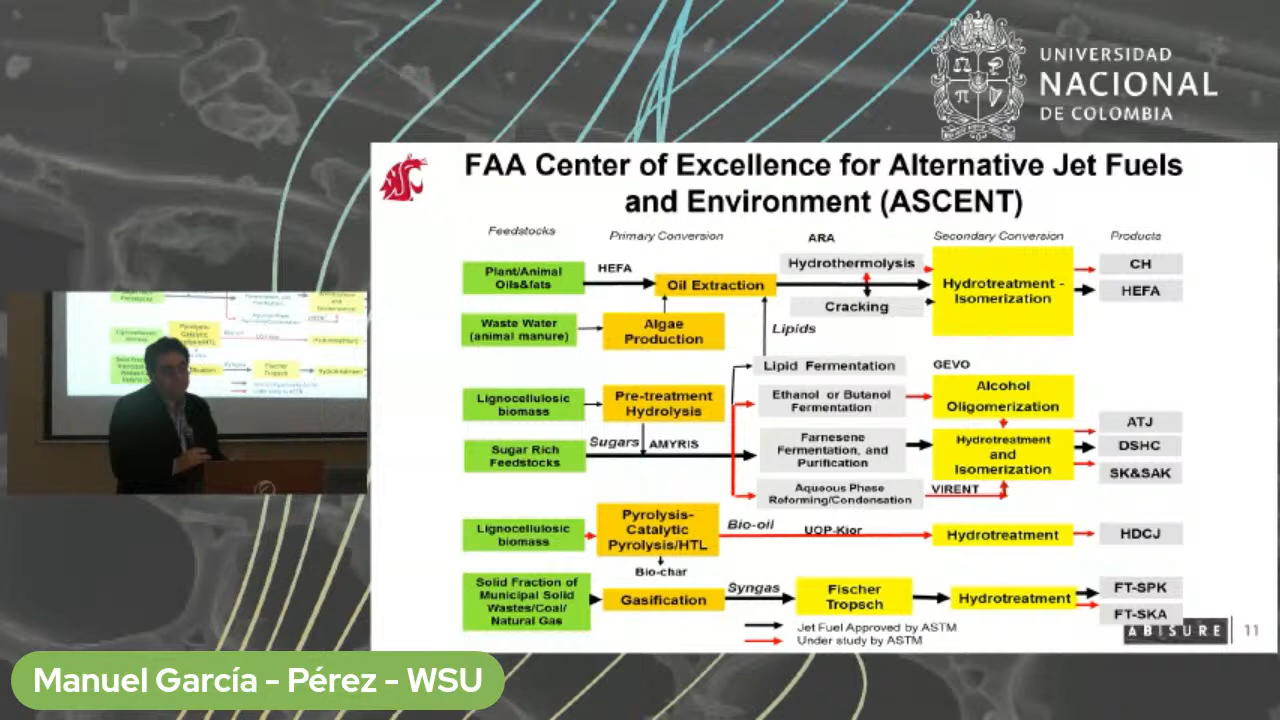 UNIVERSIDAD
NACIONAL
DE COLOMBIA
FAA Center of Excellence for Alternative Jet Fuels
and Environment (ASCENT)
Feedstocks
Primary Conversion
ARA
Secondary Conversion
Products
Plant/Animal
Oils&fats
HEFA
Oil Extraction
Hydrothermolysis
Cracking
Hydrotreatment -
Isomerization
CH
HEFA
Waste Water
(animal manure)
Algae
Production
Lipids
Lipid Fermentation
GEVO
Lignocellulosic
biomass
Pre-treatment
Hydrolysis
Ethanol or Butanol
Fermentation
Alcohol
Oligomerization
Sugar Rich
Feedstocks
Sugars
AMYRIS
Farnesene
Fermentation, and
Purification
Hydrotreatment
and
Isomerization
ATJ
DSHC
SK&SAK
Aqueous Phase
Reforming/Condensation
VIRENT
Lignocellulosic
biomass
Pyrolysis-
Catalytic
Pyrolysis/HTL
Bio-oil
UOP-Kior
Hydrotreatment
HDCJ
Bio-char
Solid Fraction of
Municipal Solid
Wastes/Coal/
Natural Gas
Gasification
Syngas
Fischer
Tropsch
Hydrotreatment
FT-SPK
FT-SKA
Jet Fuel Approved by ASTM
Under study by ASTM
ABISURE
11
Manuel García - Pérez - WSU